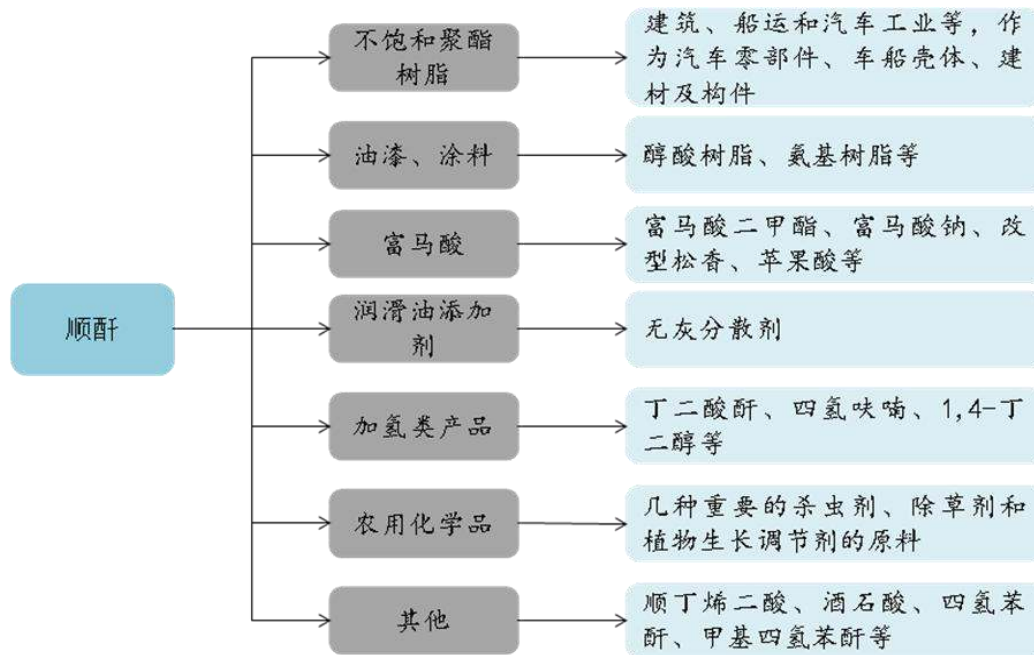 顺酐
不饱和聚酯
树脂
建筑、船运和汽车工业等，作
为汽车零部件、车船壳体、建
材及构件
油漆、涂料
醇酸树脂、氨基树脂等
富马酸
富马酸二甲酯、富马酸钠、改
型松香、苹果酸等
润滑油添加
剂
无灰分散剂
加氢类产品
丁二酸酐、四氢呋喃、1,4-丁
二醇等
农用化学品
几种重要的杀虫剂、除草剂和
植物生长调节剂的原料
其他
顺丁烯二酸、酒石酸、四氢苯
酐、甲基四氢苯酐等